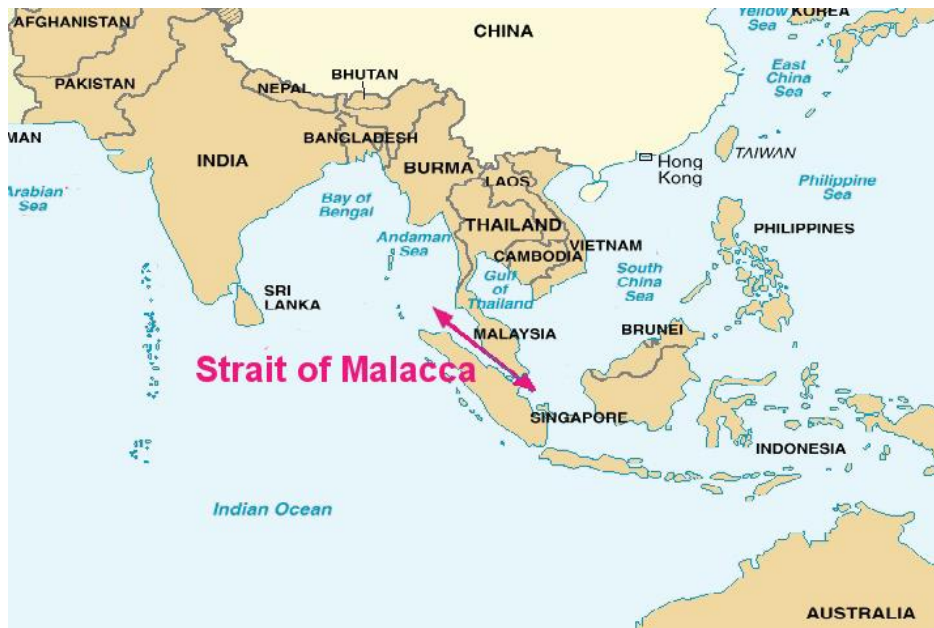 AFGHANISTAN
PAKISTAN
MAN
Arabian
Sea
INDIA
NEPAL
BHUTAN
BANGLADESH
BURMA
CHINA
LAOS
THAILAND
CAMBODIA
VIETNAM
Bay of
Bengal
Andaman
Sea
Gulf
of
Thailand
SRI
LANKA
Yellow
Sea
KOREA
East
China
Sea
TAIWAN
Hong
Kong
Philippine
Sea
PHILIPPINES
South
China
Sea
MALAYSIA
BRUNEI
Strait of Malacca
SINGAPORE
INDONESIA
Indian Ocean
AUSTRALIA